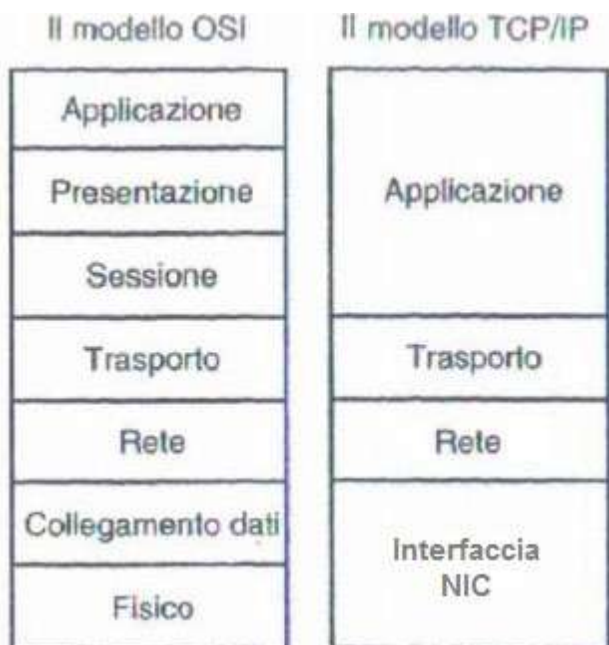 Il modello OSI
Applicazione
Presentazione
Sessione
Trasporto
Rete
Collegamento dati
Fisico
Il modello TCP/IP
Applicazione
Trasporto
Rete
Interfaccia
NIC